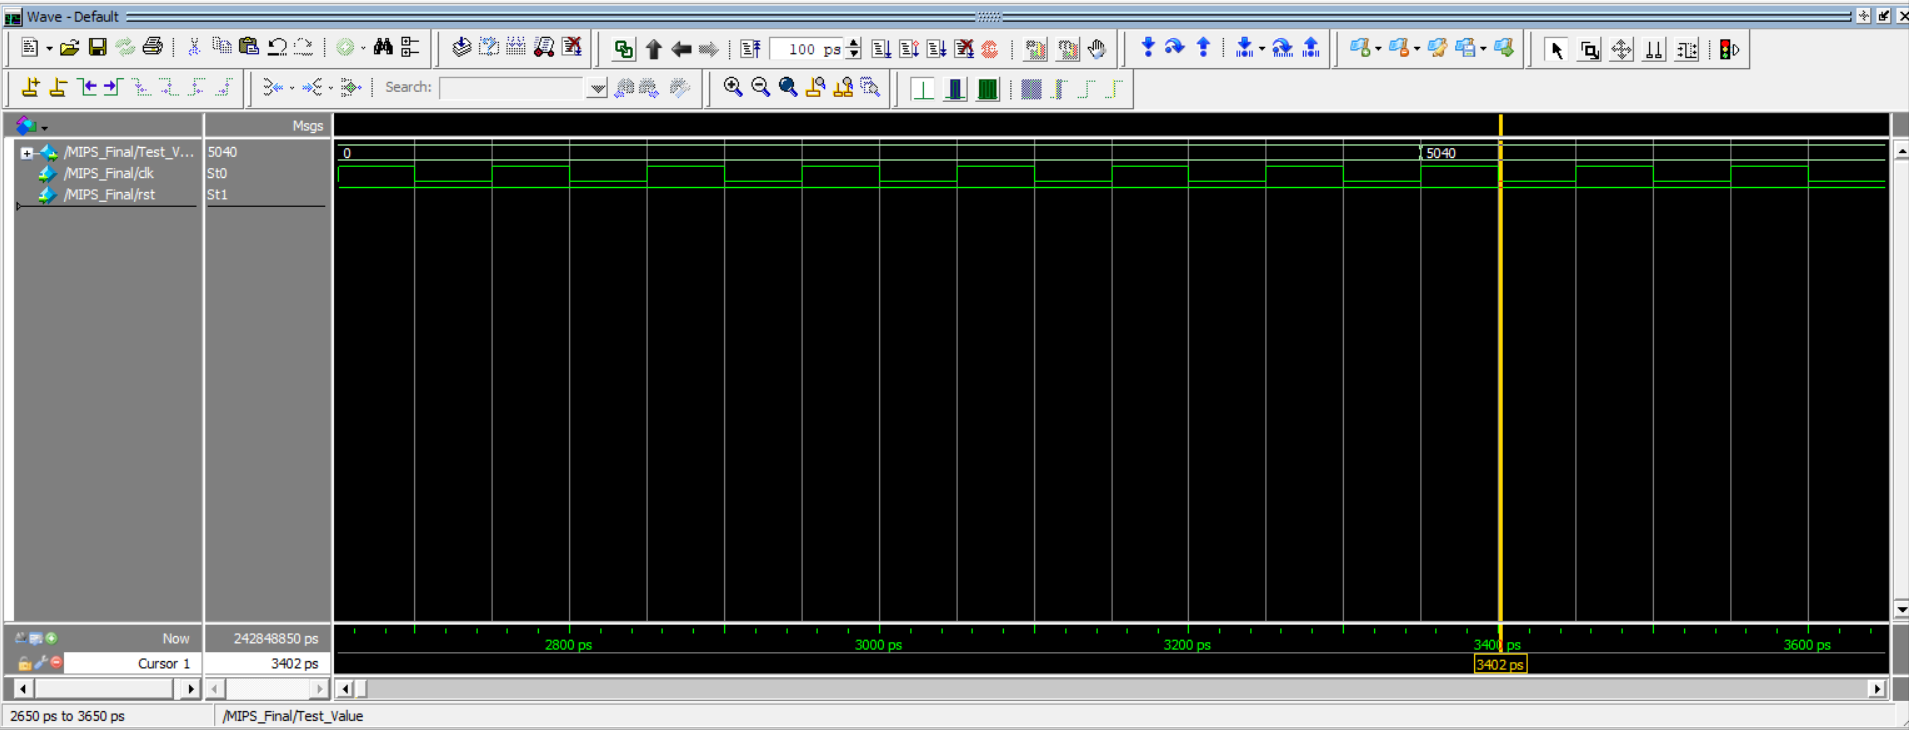 Wave - Default
100 ps
Search:
Msgs
/MIPS_Final/Test_V... 5040 0 5040
/MIPS_Final/clk St0
/MIPS_Final/rst St1
Now 242848850 ps 2800 ps 3000 ps 3200 ps 3400 ps 3600 ps
Cursor 1 3402 ps 3402 ps
2650 ps to 3650 ps /MIPS_Final/Test_Value